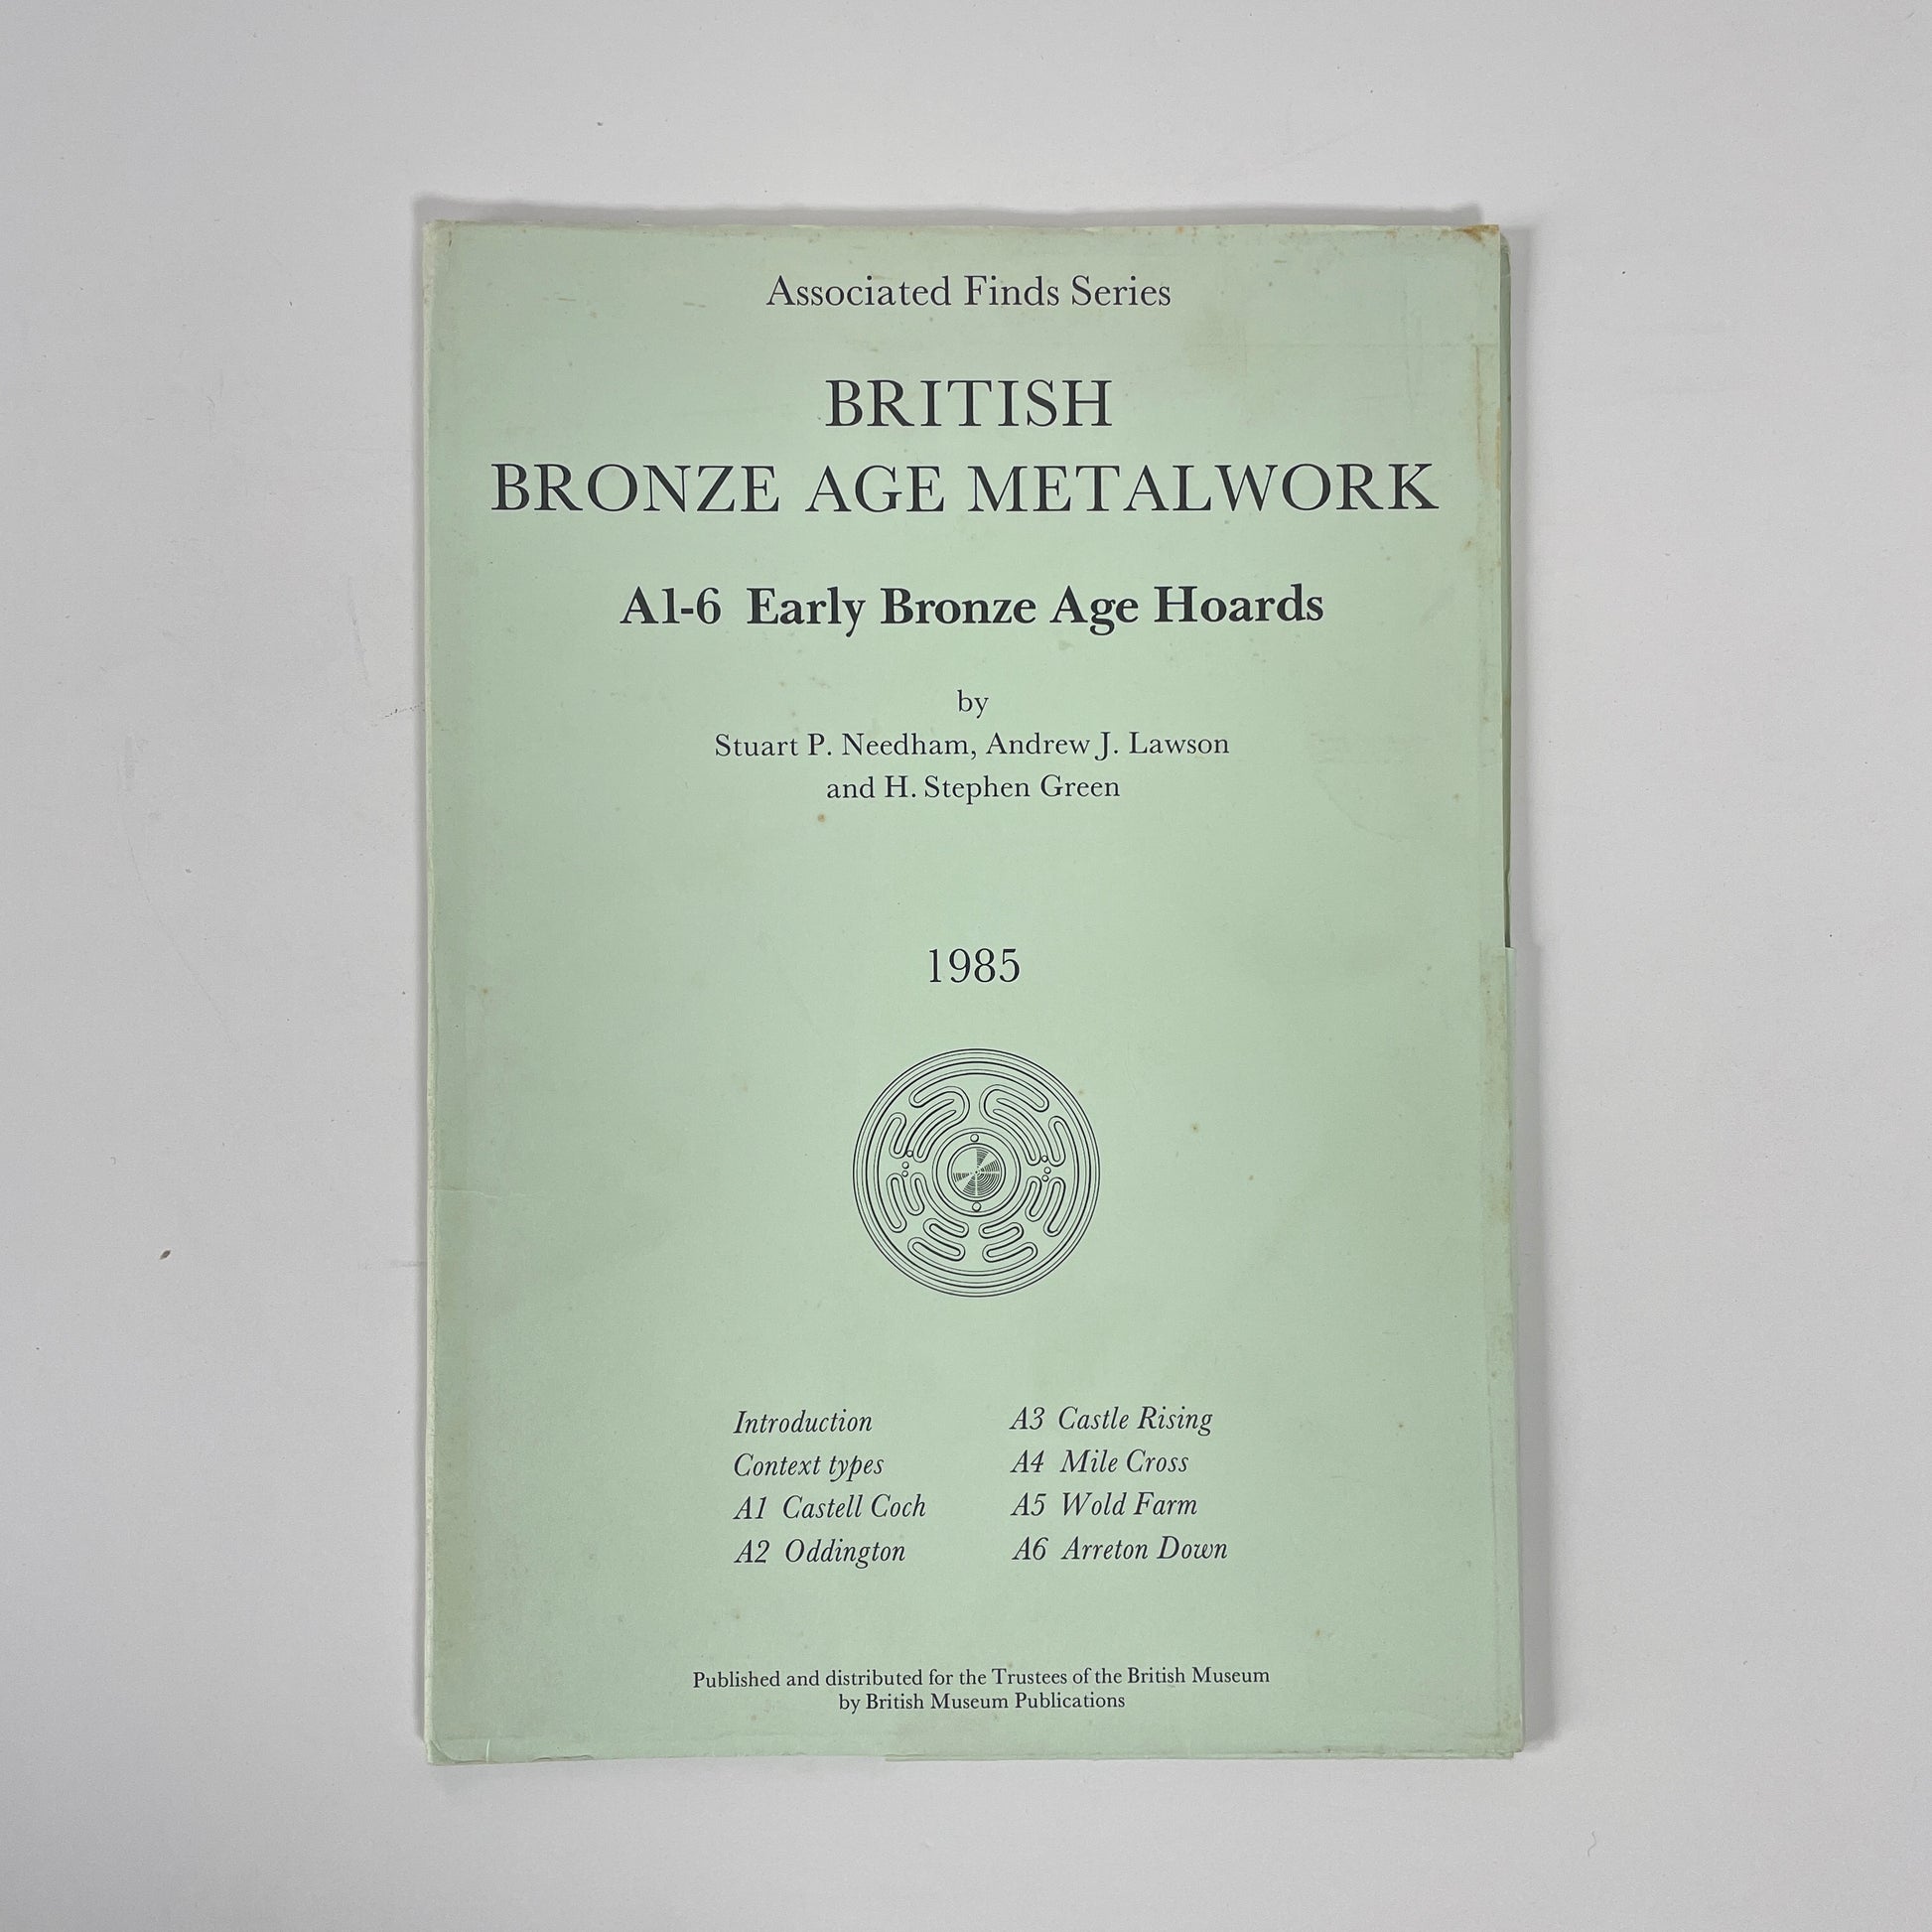 Associated Finds Series
BRITISH
BRONZE AGE METALWORK
A1-6 Early Bronze Age Hoards
by
Stuart P. Needham, Andrew J. Lawson
and H. Stephen Green
1985
Introduction
Context types
A1 Castell Coch
A2 Oddington
A3 Castle Rising
A4 Mile Cross
A5 Wold Farm
A6 Arreton Down
Published and distributed for the Trustees of the British Museum
by British Museum Publications